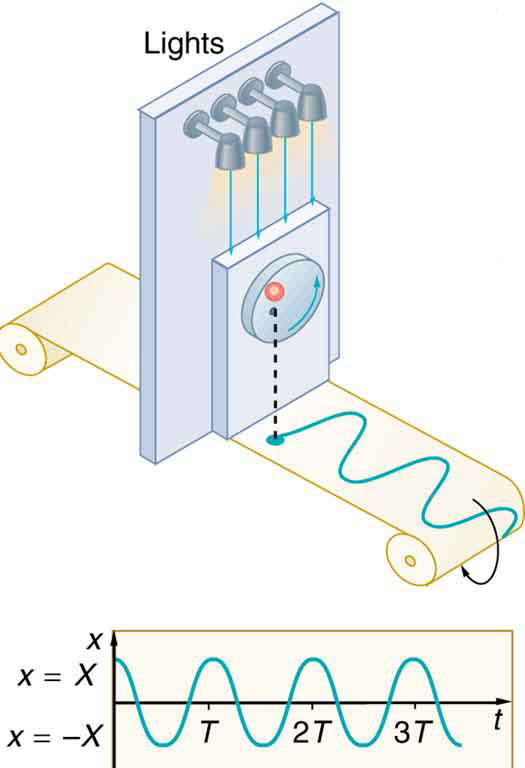 Lights
x
x = X
x = −X
T
2T
3T
t